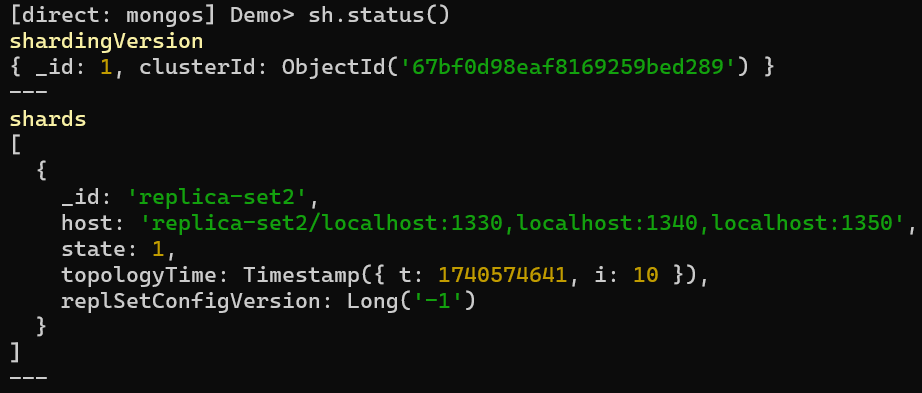 [direct: mongos] Demo> sh.status()
shardingVersion
{ _id: 1, clusterId: ObjectId('67bf0d98eaf8169259bed289') }
---
shards
[
  {
    _id: 'replica-set2',
    host: 'replica-set2/localhost:1330,localhost:1340,localhost:1350',
    state: 1,
    topologyTime: Timestamp({ t: 1740574641, i: 10 }),
    replSetConfigVersion: Long('-1')
  }
]
---